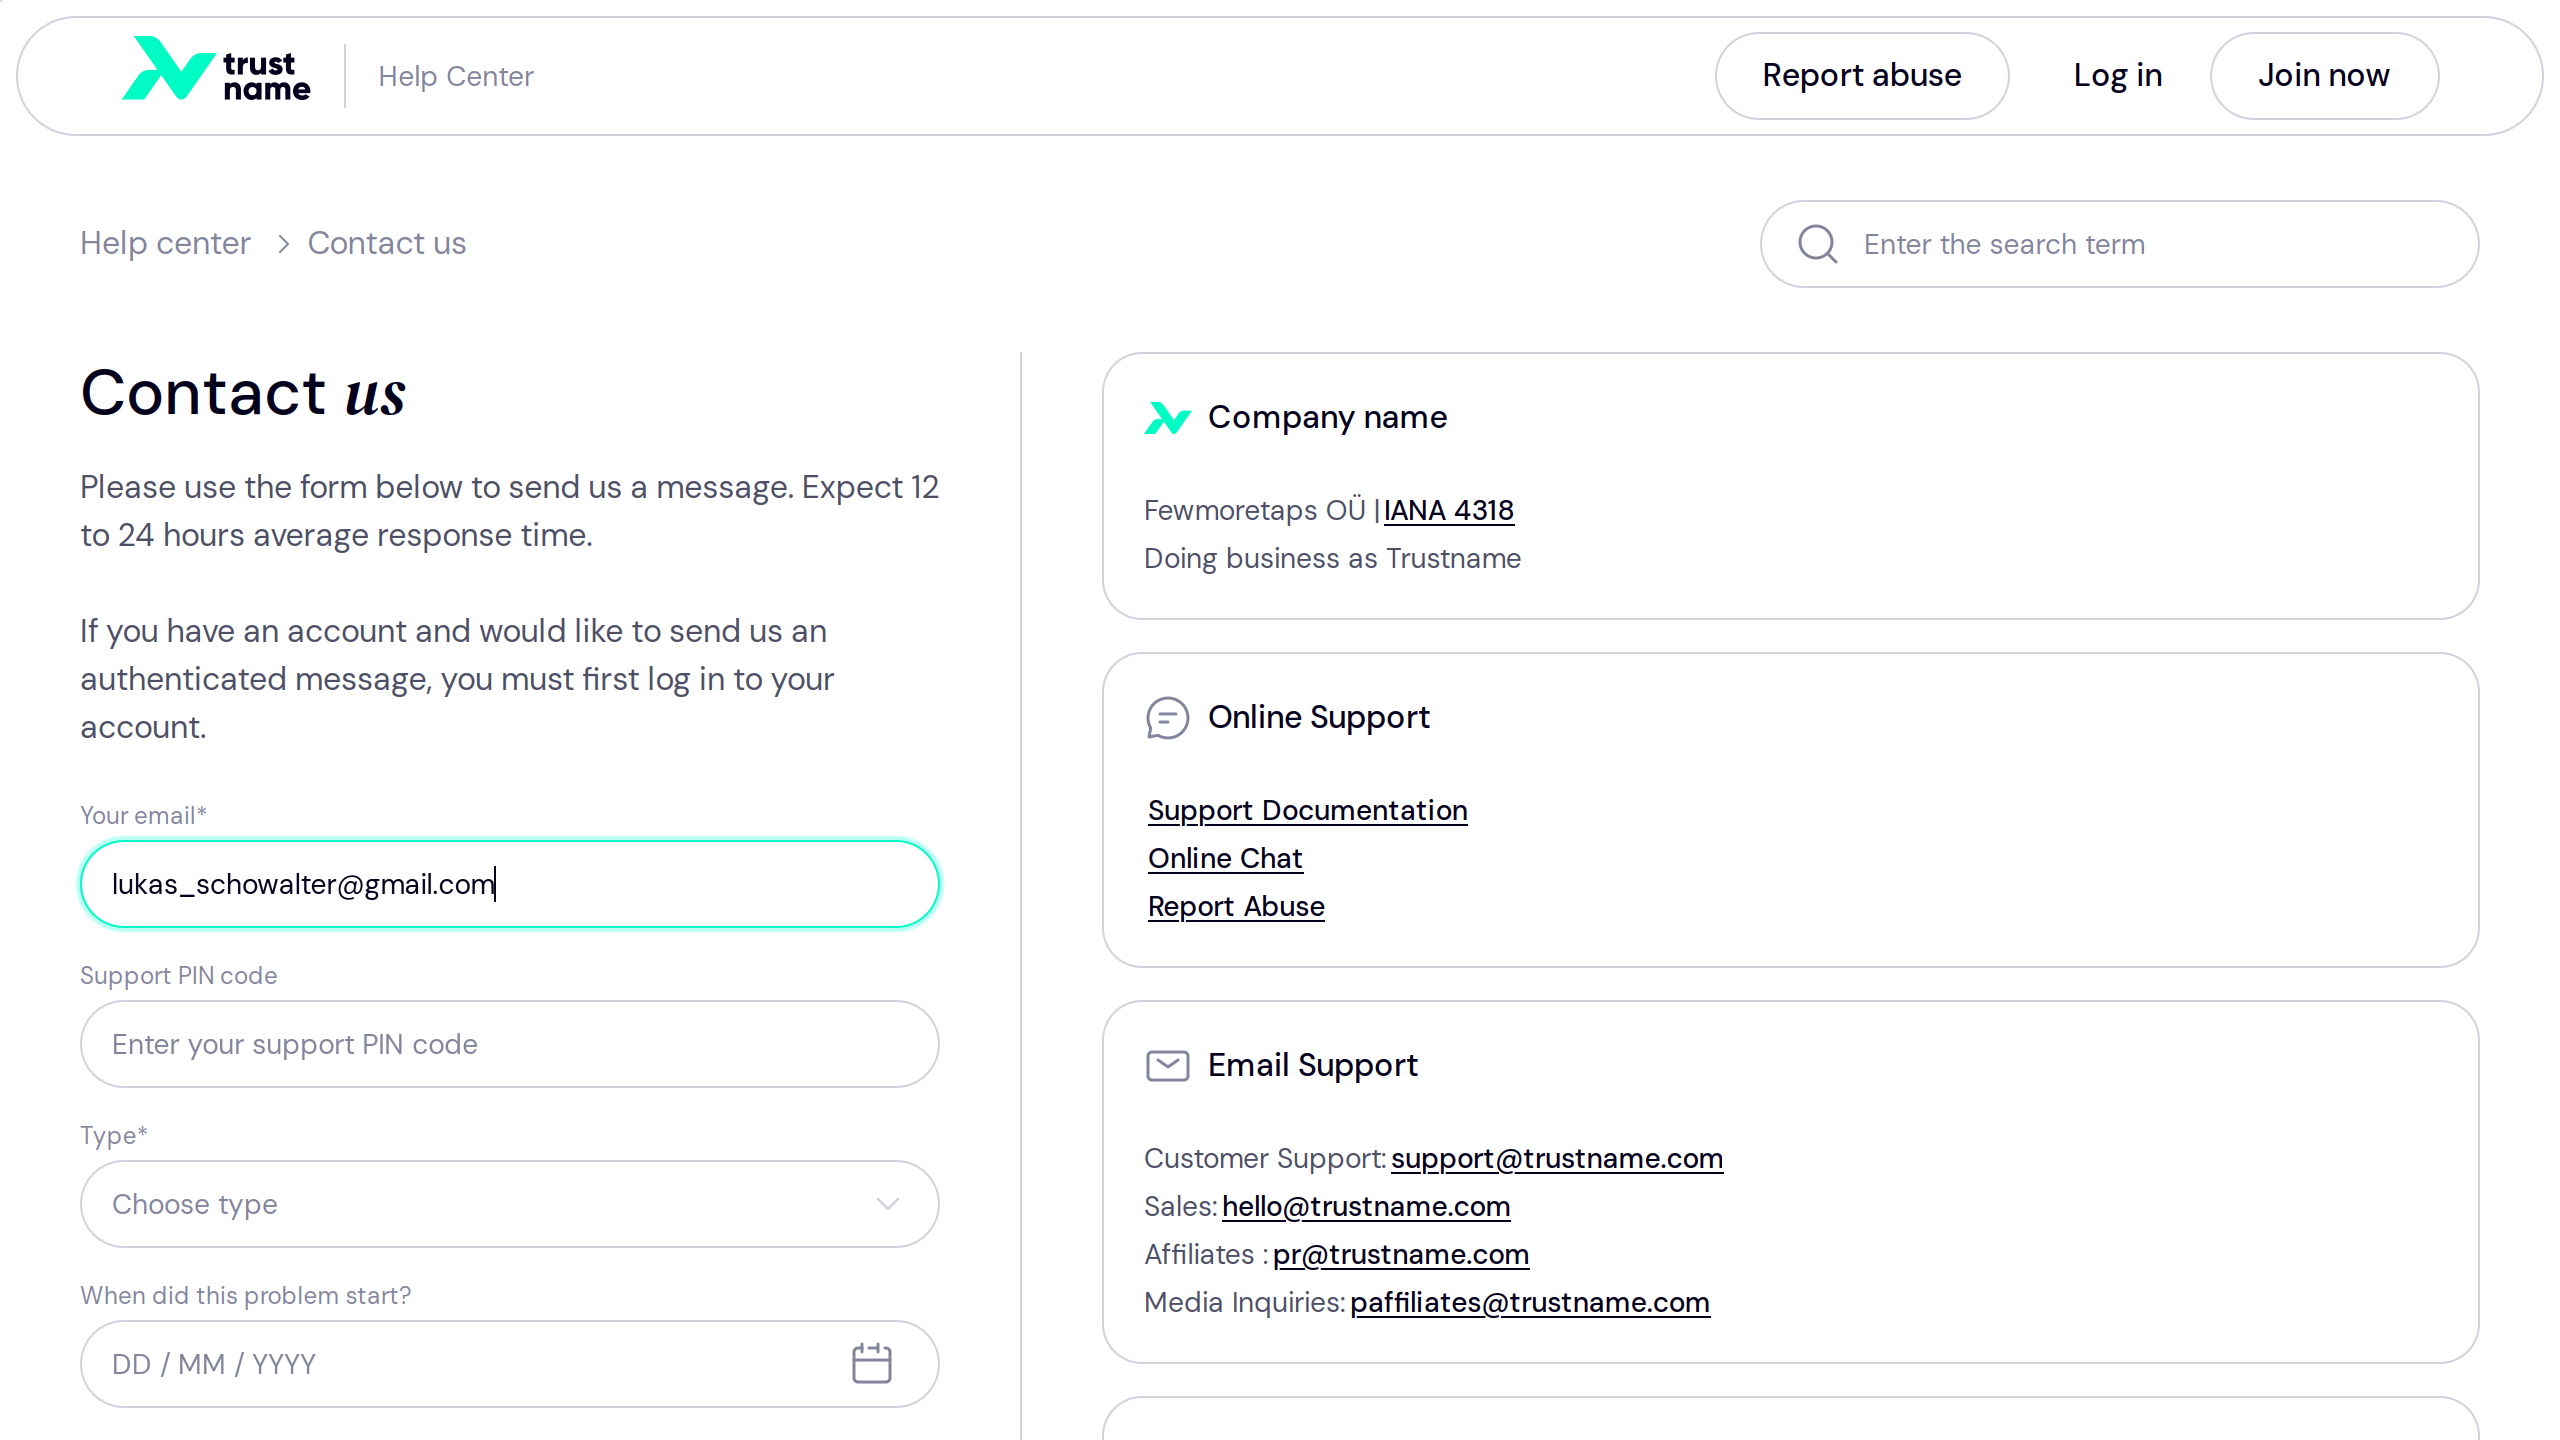 trust
name
Help Center
Report abuse
Log in
Join now
Help center
Contact us
Enter the search term
Contact us
Please use the form below to send us a message. Expect 12
to 24 hours average response time.
If you have an account and would like to send us an
authenticated message, you must first log in to your
account.
Your email*
lukas_schowalter@gmail.com
Support PIN code
Enter your support PIN code
Type*
Choose type
When did this problem start?
DD / MM / YYYY
Company name
Fewmoretaps OÜ | IANA 4318
Doing business as Trustname
Online Support
Support Documentation
Online Chat
Report Abuse
Email Support
Customer Support: support@trustname.com
Sales: hello@trustname.com
Affiliates : pr@trustname.com
Media Inquiries: paffiliates@trustname.com